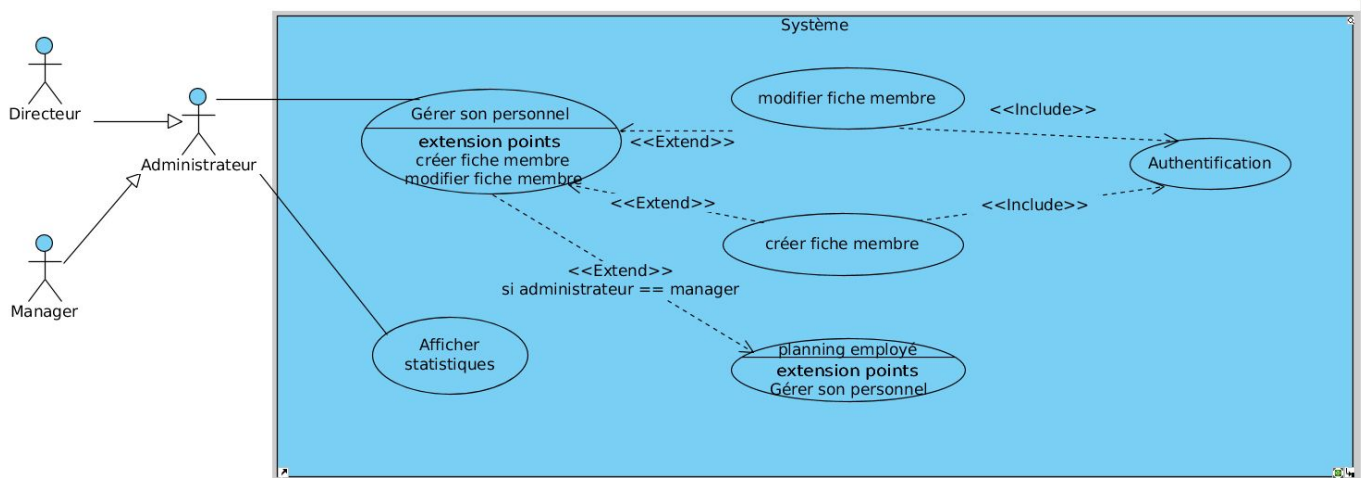 Système
Directeur
Administrateur
Manager
Gérer son personnel
extension points
créer fiche membre
modifier fiche membre
<<Extend>>
modifier fiche membre
<<Include>>
Authentification
<<Extend>>
créer fiche membre
<<Include>>
<<Extend>>
si administrateur == manager
Afficher
statistiques
planning employé
extension points
Gérer son personnel